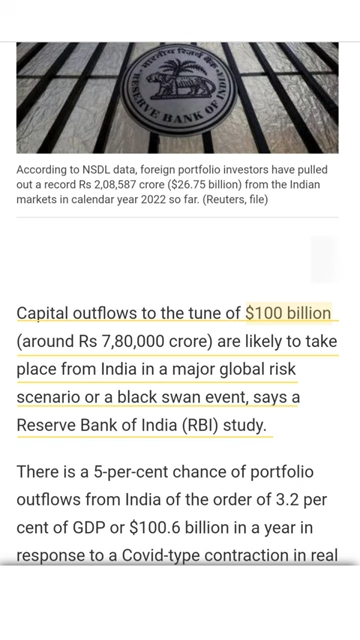 भारतीय रिज़र्व बैंक
RESERVE BANK OF INDIA
According to NSDL data, foreign portfolio investors have pulled
out a record Rs 2,08,587 crore ($26.75 billion) from the Indian
markets in calendar year 2022 so far. (Reuters, file)
Capital outflows to the tune of $100 billion
(around Rs 7,80,000 crore) are likely to take
place from India in a major global risk
scenario or a black swan event, says a
Reserve Bank of India (RBI) study.
There is a 5-per-cent chance of portfolio
outflows from India of the order of 3.2 per
cent of GDP or $100.6 billion in a year in
response to a Covid-type contraction in real